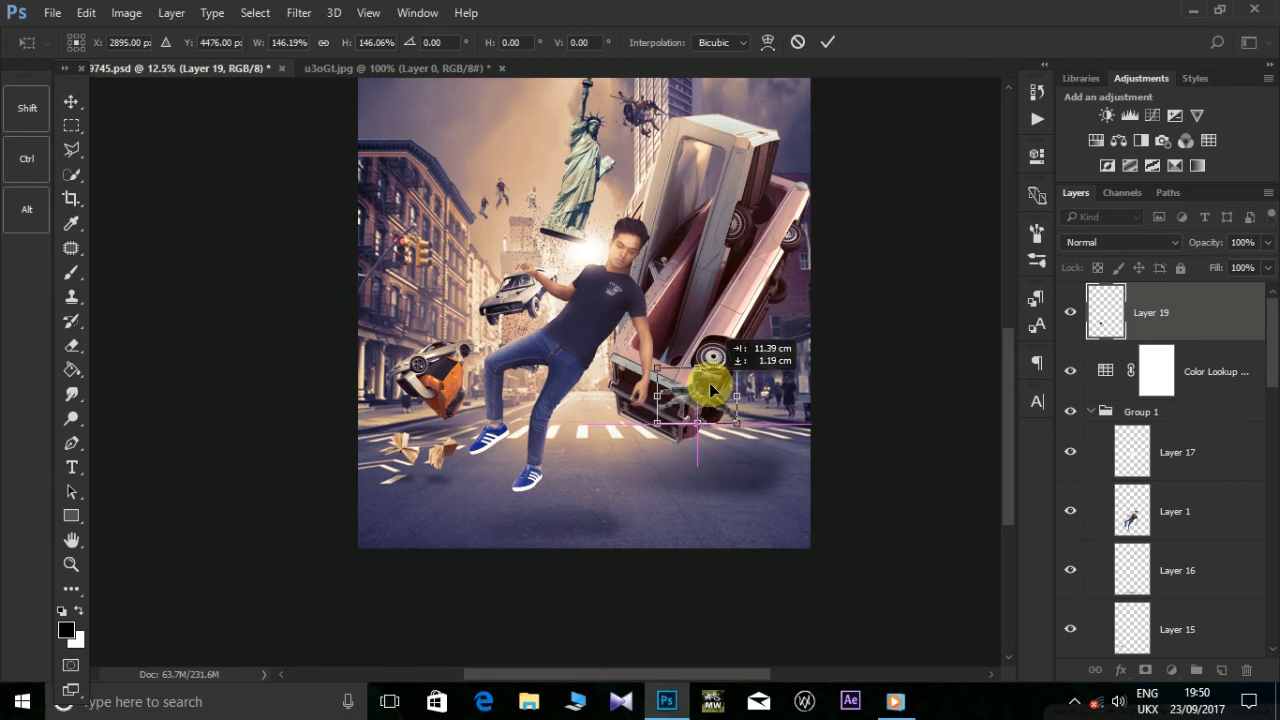 Ps File Edit Image Layer Type Select Filter 3D View Window Help
X: 2895.00 px Y: 4476.00 px W: 146.19% H: 146.06% 0.00 ° H: 0.00 ° V: 0.00 ° Interpolation: Bicubic
9745.psd @ 12.5% (Layer 19, RGB/8) * × u3oGt.jpg @ 100% (Layer 0, RGB/8#) * ×
Shift
Ctrl
Alt
11.39 cm
1.19 cm
Libraries Adjustments Styles
Add an adjustment
Layers Channels Paths
Kind
Normal Opacity: 100%
Lock: Fill: 100%
Layer 19
Color Lookup ...
Group 1
Layer 17
Layer 1
Layer 16
Layer 15
Doc: 63.7M/231.6M
ype here to search
Ps
MW
Ae
ENG
UKX
19:50
23/09/2017